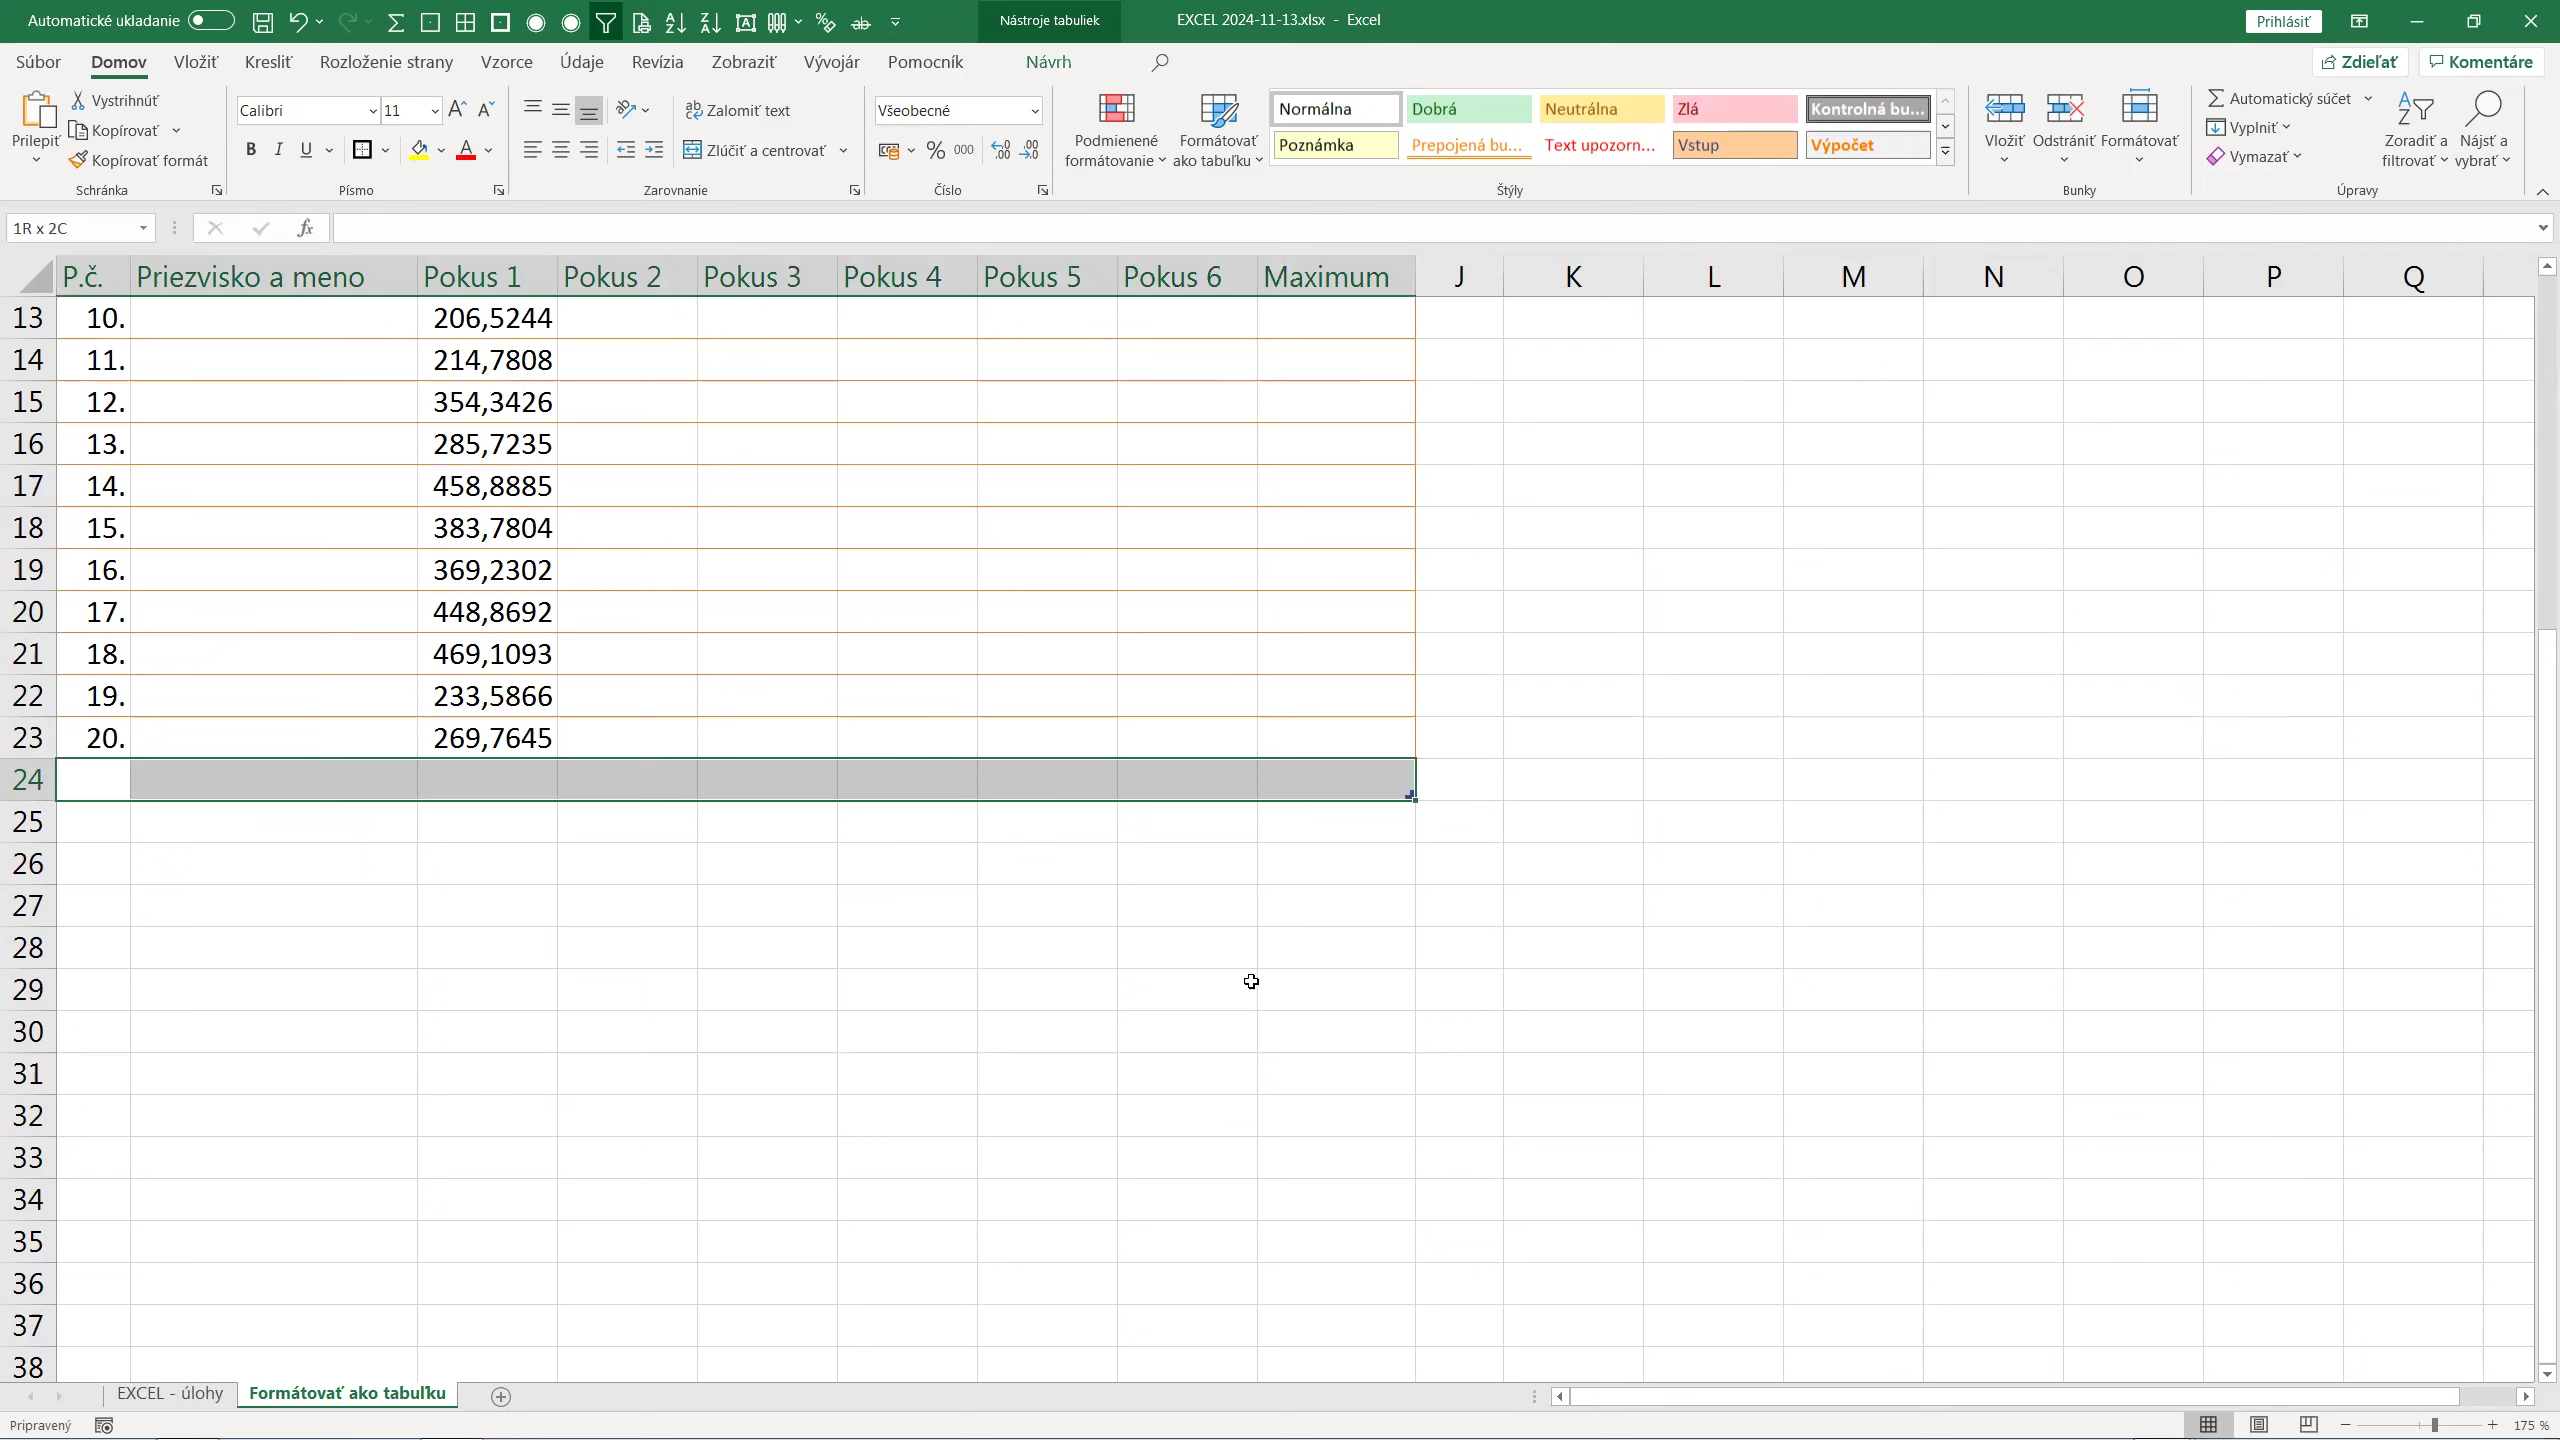 Automatické ukladanie
Nástroje tabuliek
EXCEL 2024-11-13.xlsx - Excel
Prihlásiť
Súbor Domov Vložiť Kresliť Rozloženie strany Vzorce Údaje Revízia Zobraziť Vývojár Pomocník Návrh
Zdieľať Komentáre
Prilepiť
Vystrihnúť
Kopírovať
Kopírovať formát
Schránka
Calibri 11
B I U
Písmo
Zalomiť text
Zlúčiť a centrovať
Zarovnanie
Všeobecné
% 000
Číslo
Podmienené formátovanie
Formátovať ako tabuľku
Normálna Dobrá Neutrálna Zlá Kontrolná bu...
Poznámka Prepojená bu... Text upozorn... Vstup Výpočet
Štýly
Vložiť Odstrániť Formátovať
Bunky
Automatický súčet
Vyplniť
Vymazať
Zoradiť a filtrovať
Nájsť a vybrať
Úpravy
1R x 2C
fx
P.č. Priezvisko a meno Pokus 1 Pokus 2 Pokus 3 Pokus 4 Pokus 5 Pokus 6 Maximum J K L M N O P Q
13 10. 206,5244
14 11. 214,7808
15 12. 354,3426
16 13. 285,7235
17 14. 458,8885
18 15. 383,7804
19 16. 369,2302
20 17. 448,8692
21 18. 469,1093
22 19. 233,5866
23 20. 269,7645
24
25
26
27
28
29
30
31
32
33
34
35
36
37
38
EXCEL - úlohy Formátovať ako tabuľku
Pripravený
175 %